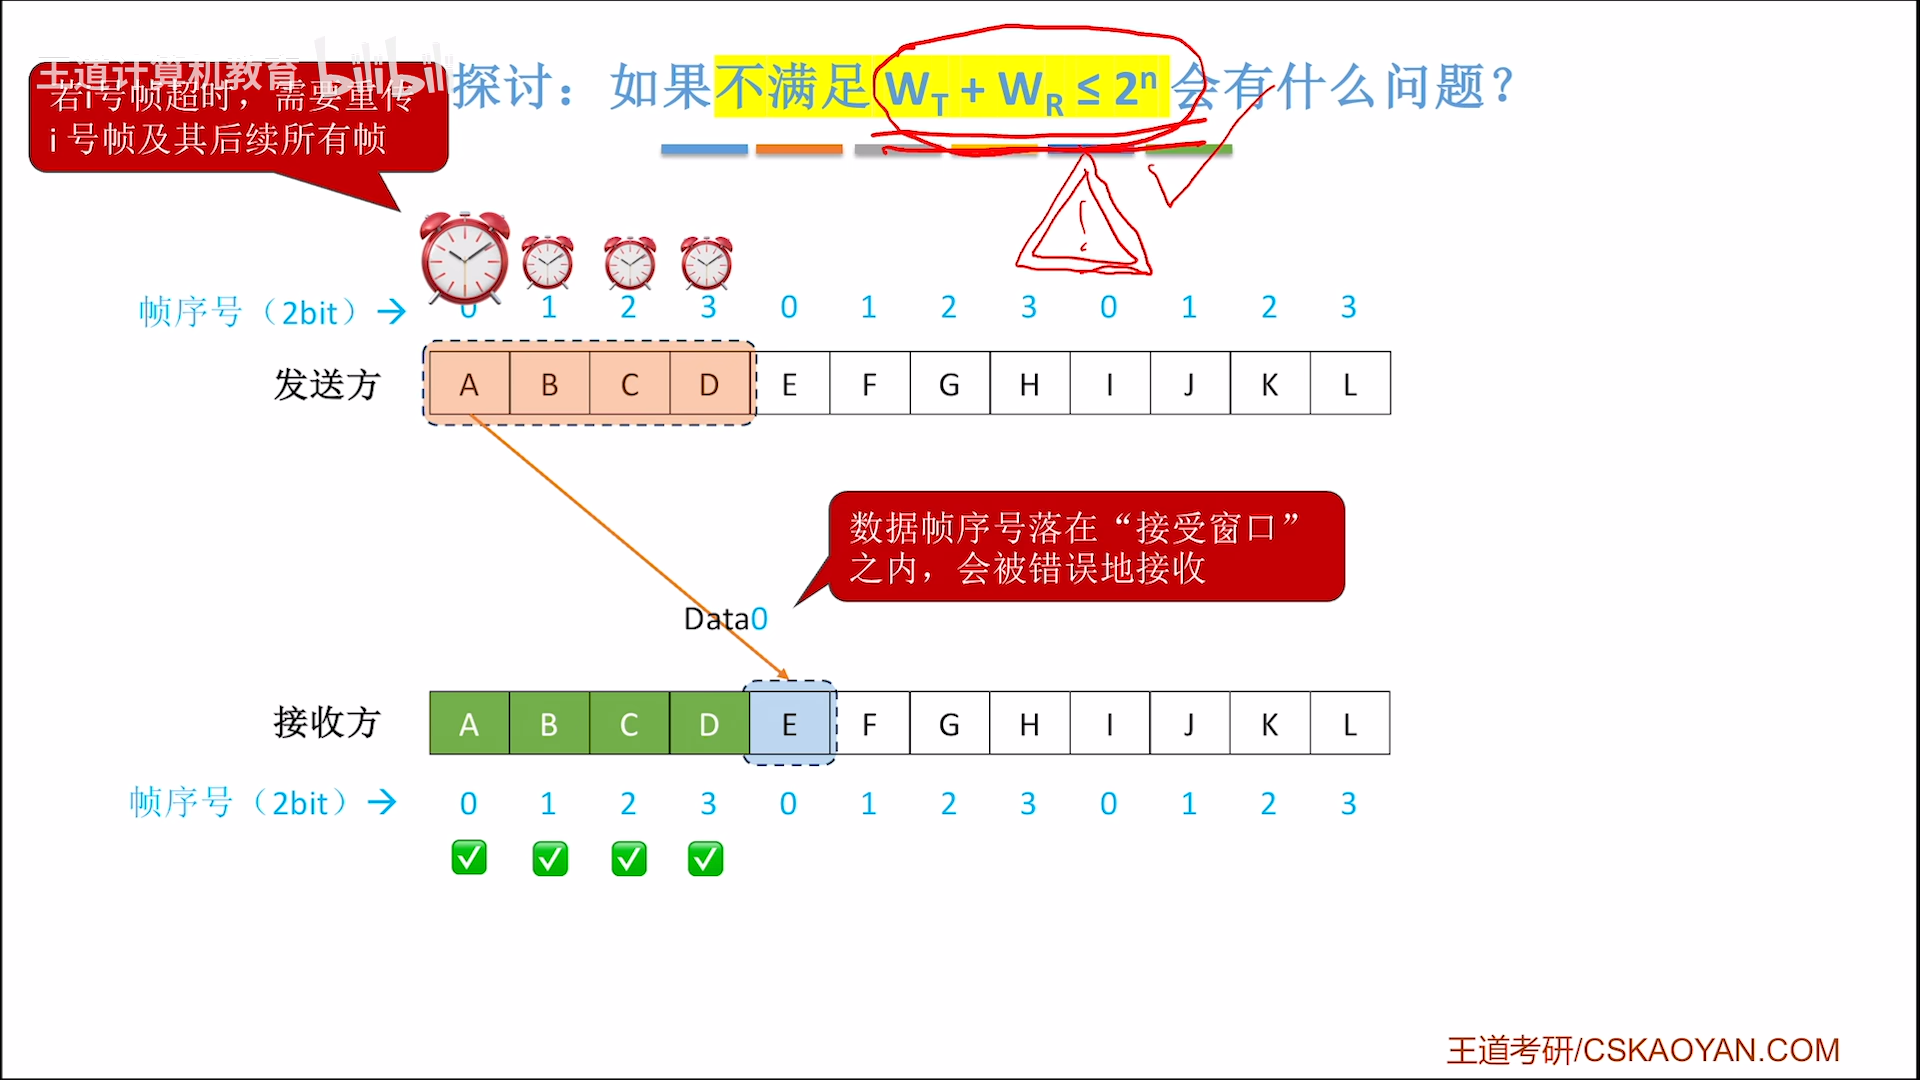 王道计算机教育 bilibili
探讨：如果不满足 W_T + W_R ≤ 2^n 会有什么问题？
若i号帧超时，需要重传
i 号帧及其后续所有帧
帧序号（2bit）→ 0 1 2 3 0 1 2 3 0 1 2 3
发送方 A B C D E F G H I J K L
数据帧序号落在“接受窗口”
之内，会被错误地接收
Data0
接收方 A B C D E F G H I J K L
帧序号（2bit）→ 0 1 2 3 0 1 2 3 0 1 2 3
王道考研/CSKAOYAN.COM